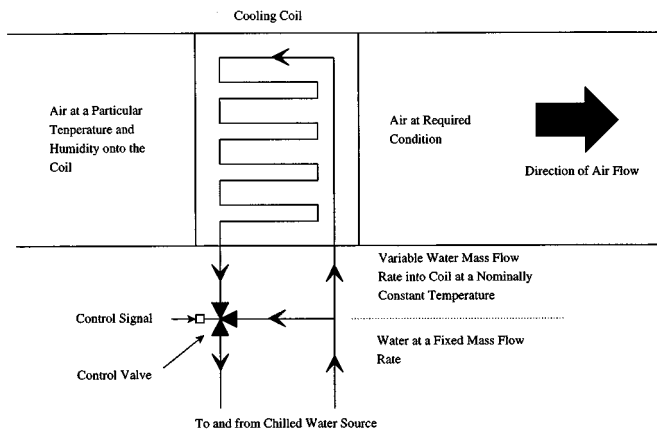 Cooling Coil
Air at a Particular
Tenperature and
Humidity onto the
Coil
Air at Required
Condition
Direction of Air Flow
Variable Water Mass Flow
Rate into Coil at a Nominally
Constant Temperature
Control Signal
Water at a Fixed Mass Flow
Rate
Control Valve
To and from Chilled Water Source